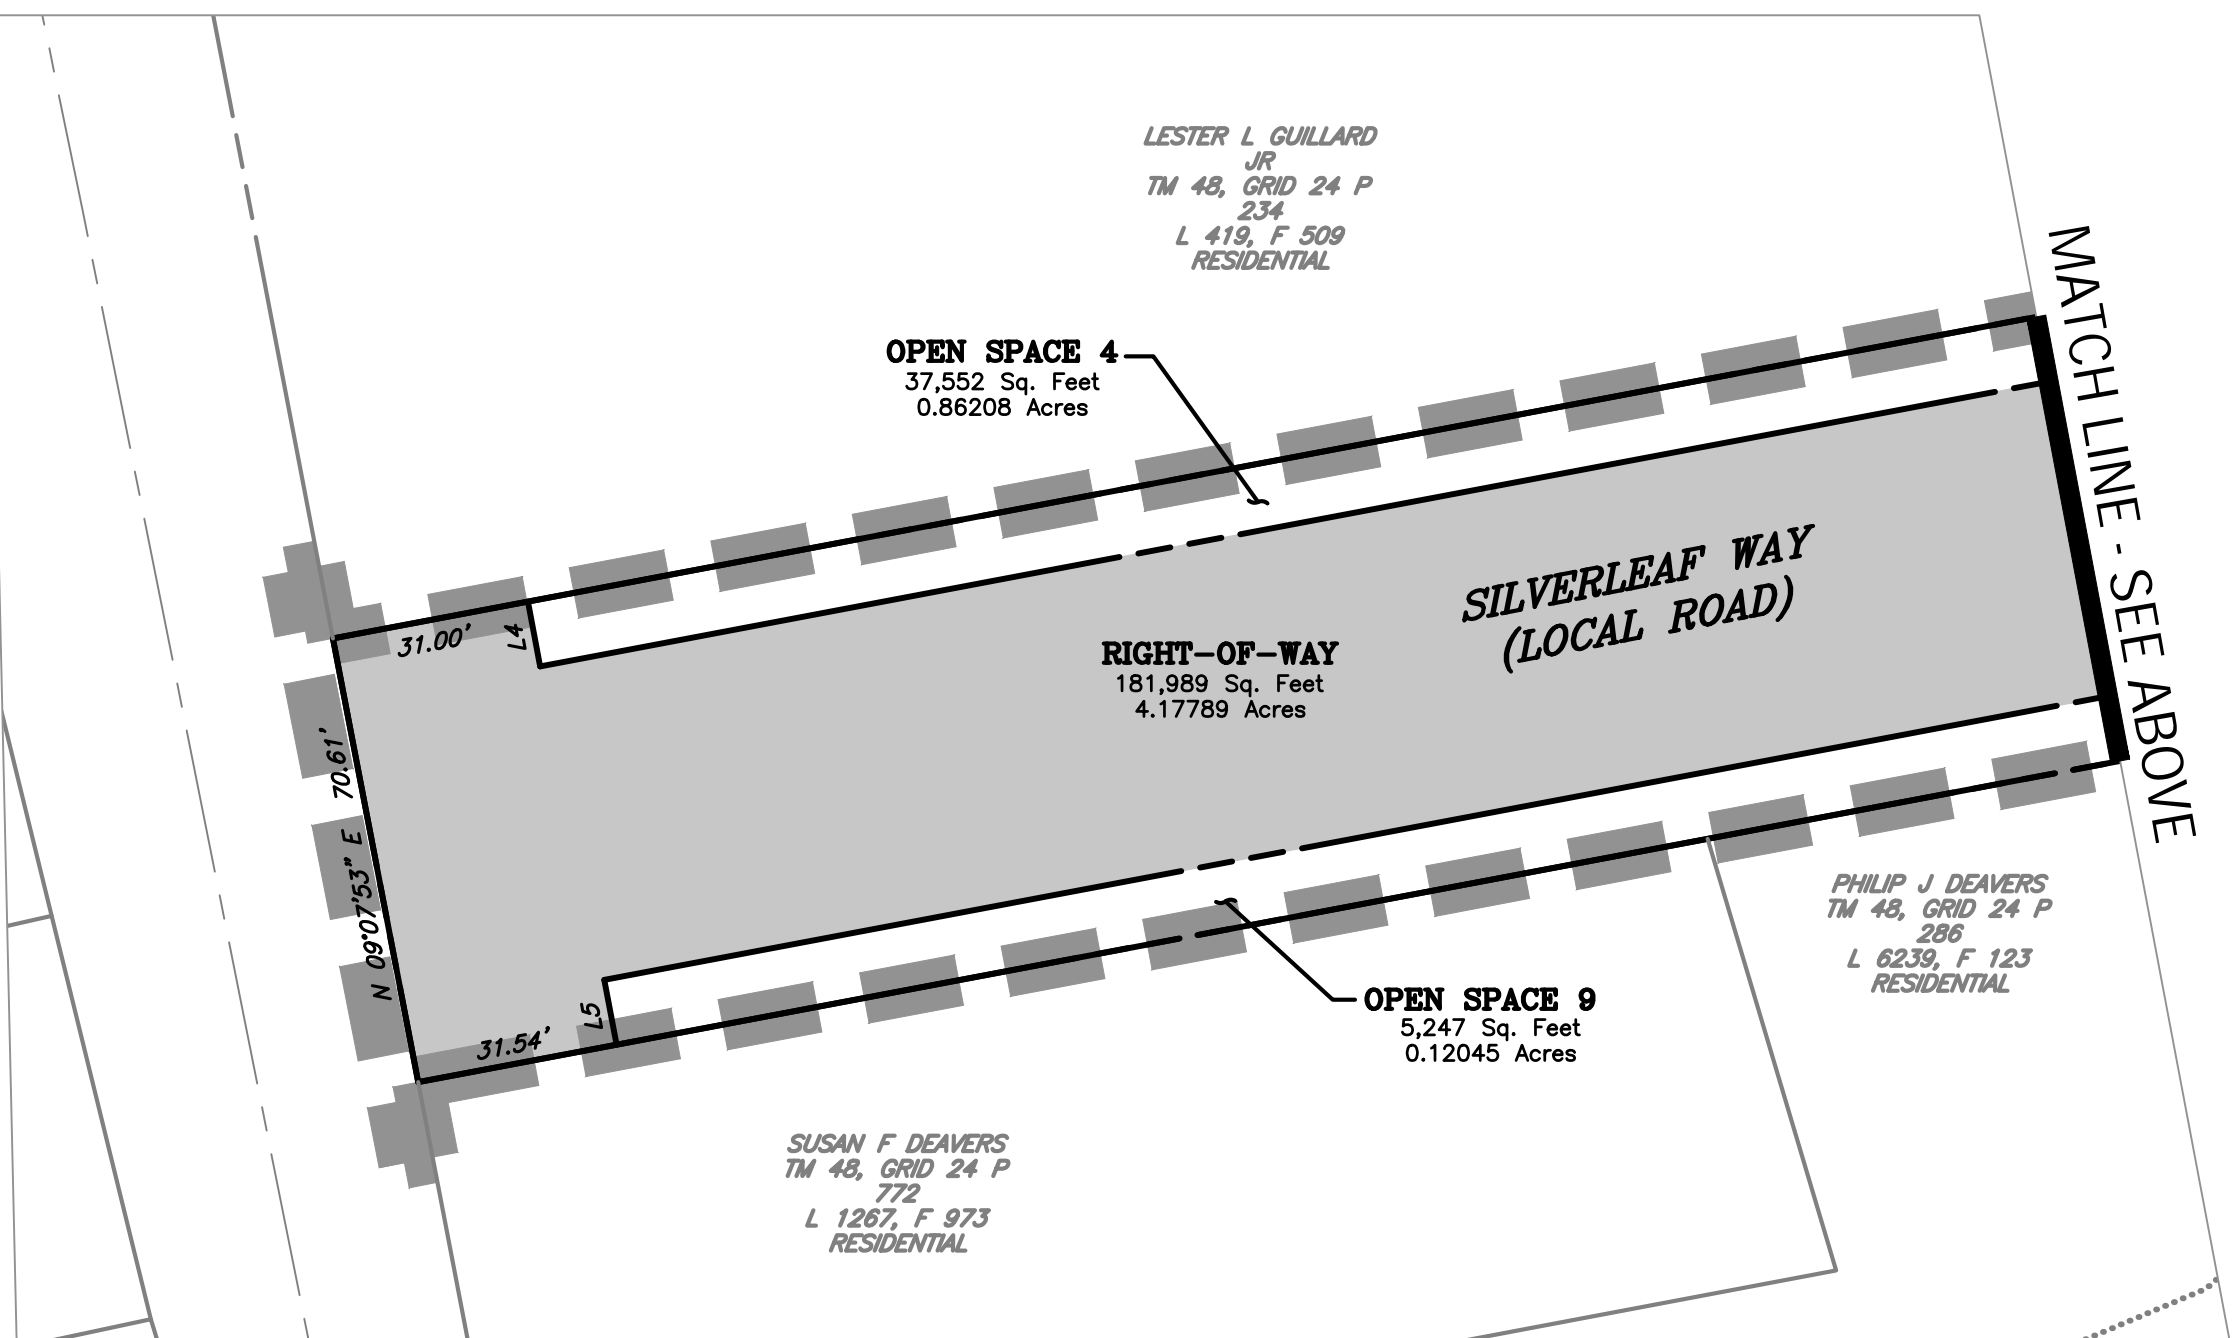 LESTER L GUILLARD
JR
TM 48, GRID 24 P
234
L 419, F 509
RESIDENTIAL
MATCH LINE - SEE ABOVE
OPEN SPACE 4
37,552 Sq. Feet
0.86208 Acres
SILVERLEAF WAY
(LOCAL ROAD)
31.00'
L4
RIGHT-OF-WAY
181,989 Sq. Feet
4.17789 Acres
N 09°07'53" E 70.61'
PHILIP J DEAVERS
TM 48, GRID 24 P
286
L 6239, F 123
RESIDENTIAL
L5
31.54'
OPEN SPACE 9
5,247 Sq. Feet
0.12045 Acres
SUSAN F DEAVERS
TM 48, GRID 24 P
772
L 1267, F 973
RESIDENTIAL